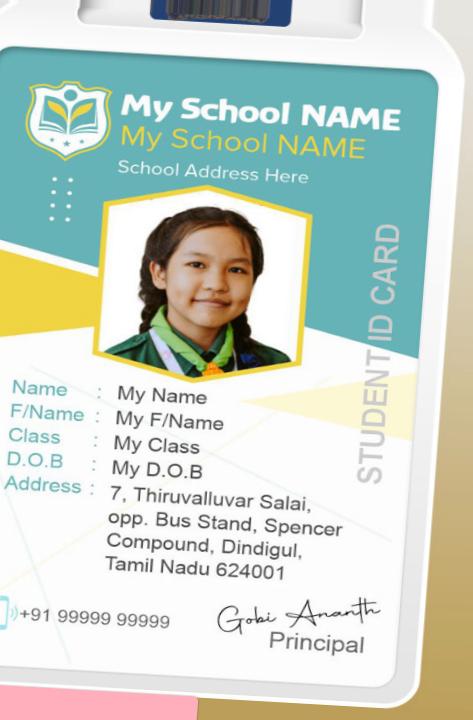 My School NAME
My School NAME
School Address Here
STUDENT ID CARD
Name : My Name
F/Name : My F/Name
Class : My Class
D.O.B : My D.O.B
Address : 7, Thiruvalluvar Salai,
opp. Bus Stand, Spencer
Compound, Dindigul,
Tamil Nadu 624001
+91 99999 99999
Gobi Ananth
Principal